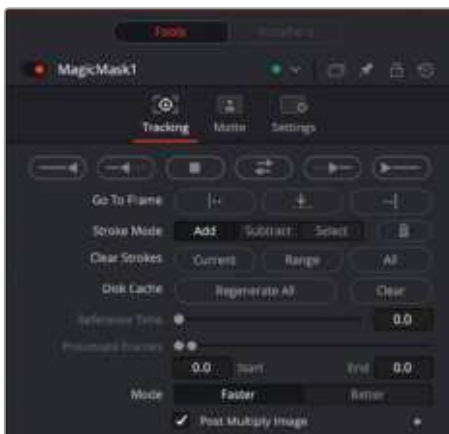 Tools Modifiers
MagicMask1
Tracking Matte Settings
Go To Frame
Stroke Mode Add Subtract Select
Clear Strokes Current Range All
Disk Cache Regenerate All Clear
Reference Time 0.0
Processed Frames
0.0 Start End 0.0
Mode Faster Better
Post Multiply Image